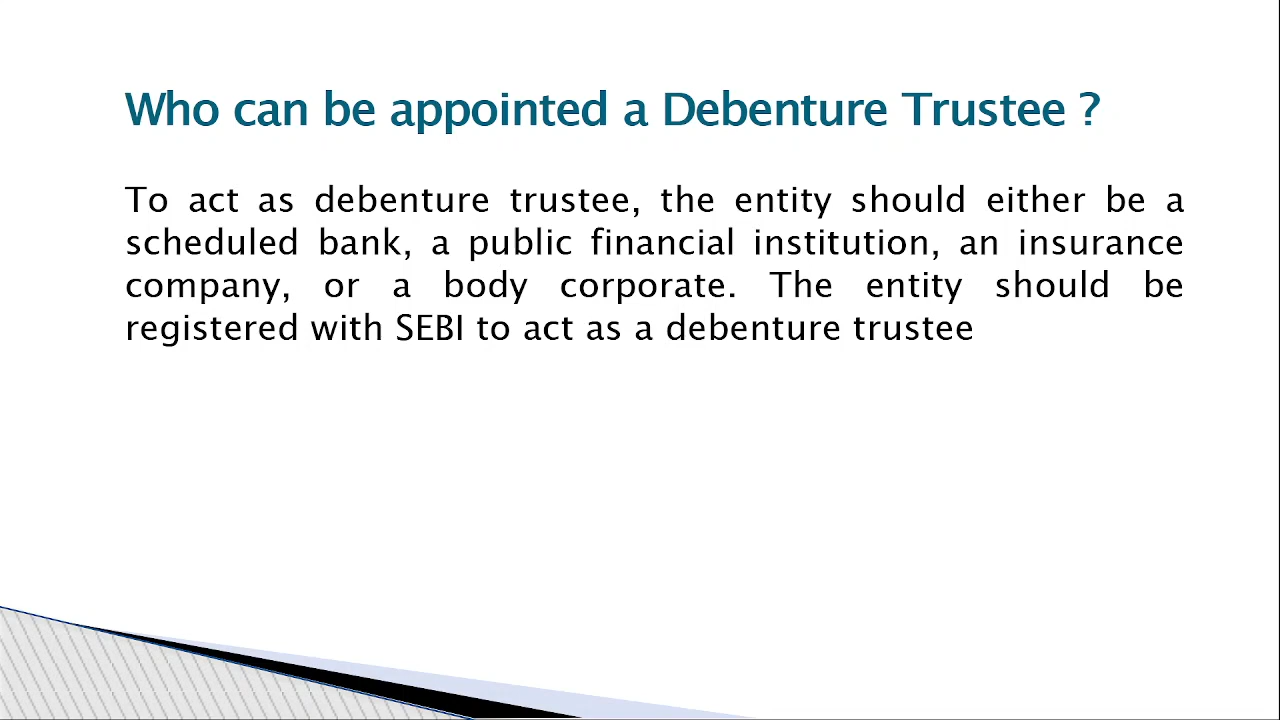 Who can be appointed a Debenture Trustee ?
To act as debenture trustee, the entity should either be a
scheduled bank, a public financial institution, an insurance
company, or a body corporate. The entity should be
registered with SEBI to act as a debenture trustee